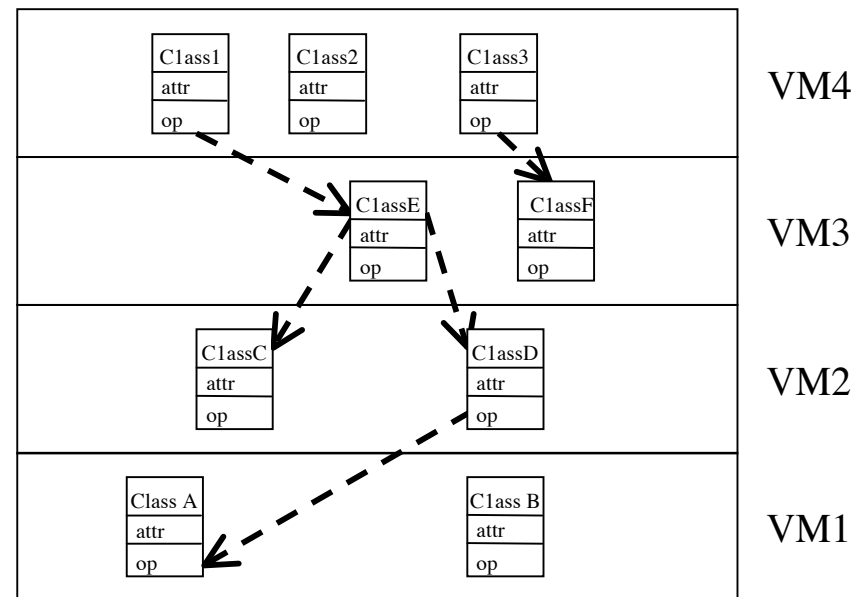 C1ass1
attr
op
C1ass2
attr
op
C1ass3
attr
op
VM4
C1assE
attr
op
C1assF
attr
op
VM3
C1assC
attr
op
C1assD
attr
op
VM2
Class A
attr
op
C1ass B
attr
op
VM1